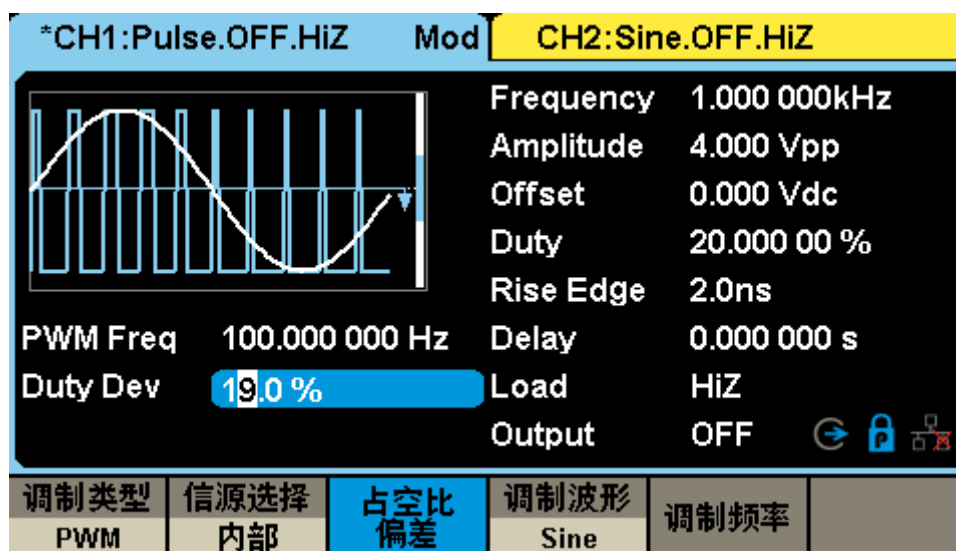 *CH1:Pulse.OFF.HiZ Mod CH2:Sine.OFF.HiZ
Frequency 1.000 000kHz
Amplitude 4.000 Vpp
Offset 0.000 Vdc
Duty 20.000 00 %
Rise Edge 2.0ns
PWM Freq 100.000 000 Hz Delay 0.000 000 s
Duty Dev 19.0 % Load HiZ
Output OFF
调制类型 信源选择 占空比 调制波形 调制频率
PWM 内部 偏差 Sine